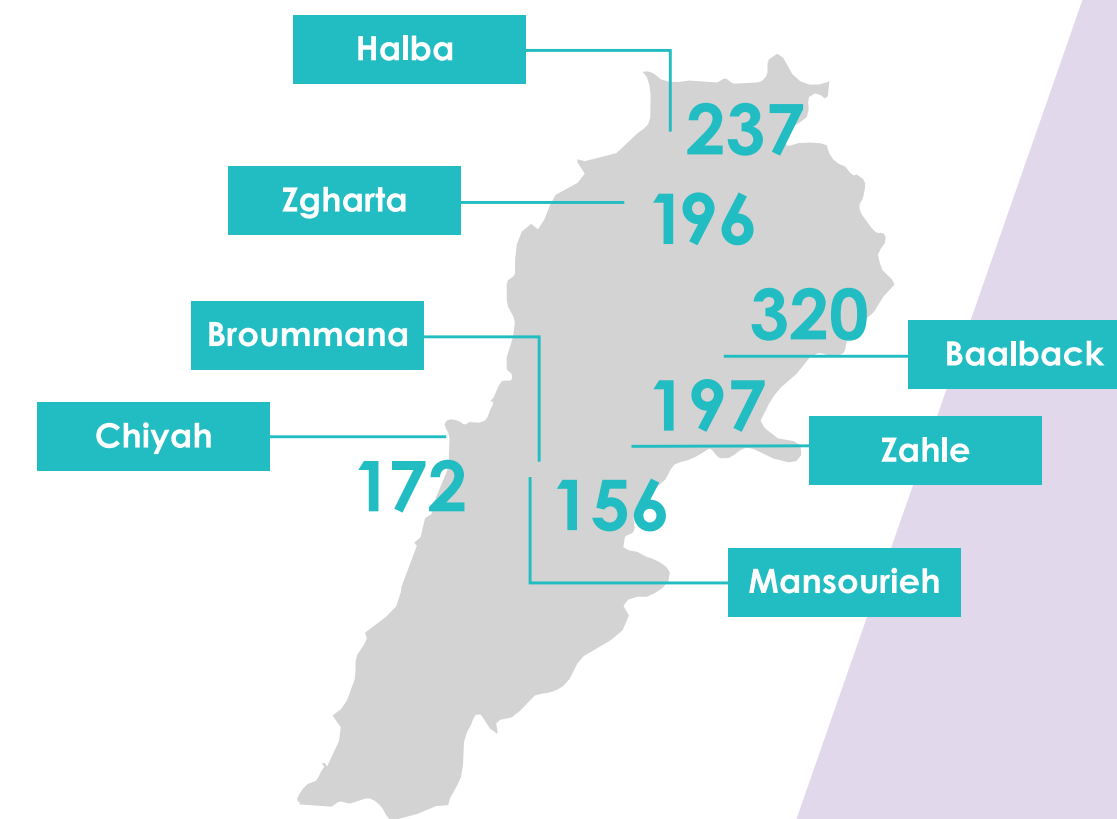 Halba
237
Zgharta
196
320
Broummana
Baalback
197
Chiyah
Zahle
172
156
Mansourieh